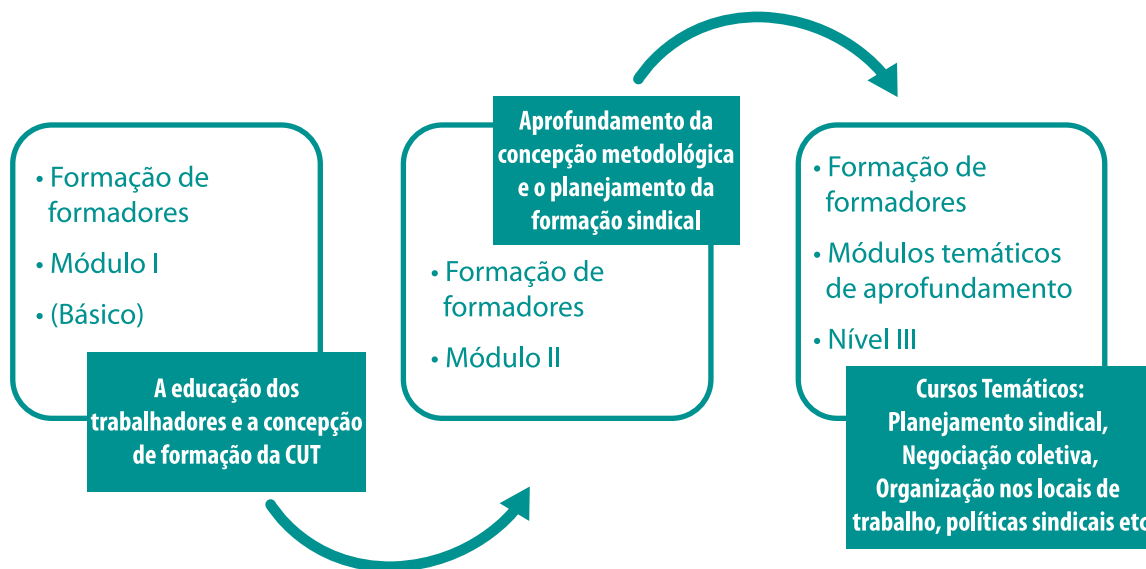 • Formação de
formadores
• Módulo I
• (Básico)
A educação dos
trabalhadores e a concepção
de formação da CUT
Aprofundamento da
concepção metodológica
e o planejamento da
formação sindical
• Formação de
formadores
• Módulo II
• Formação de
formadores
• Módulos temáticos
de aprofundamento
• Nível III
Cursos Temáticos:
Planejamento sindical,
Negociação coletiva,
Organização nos locais de
trabalho, políticas sindicais etc